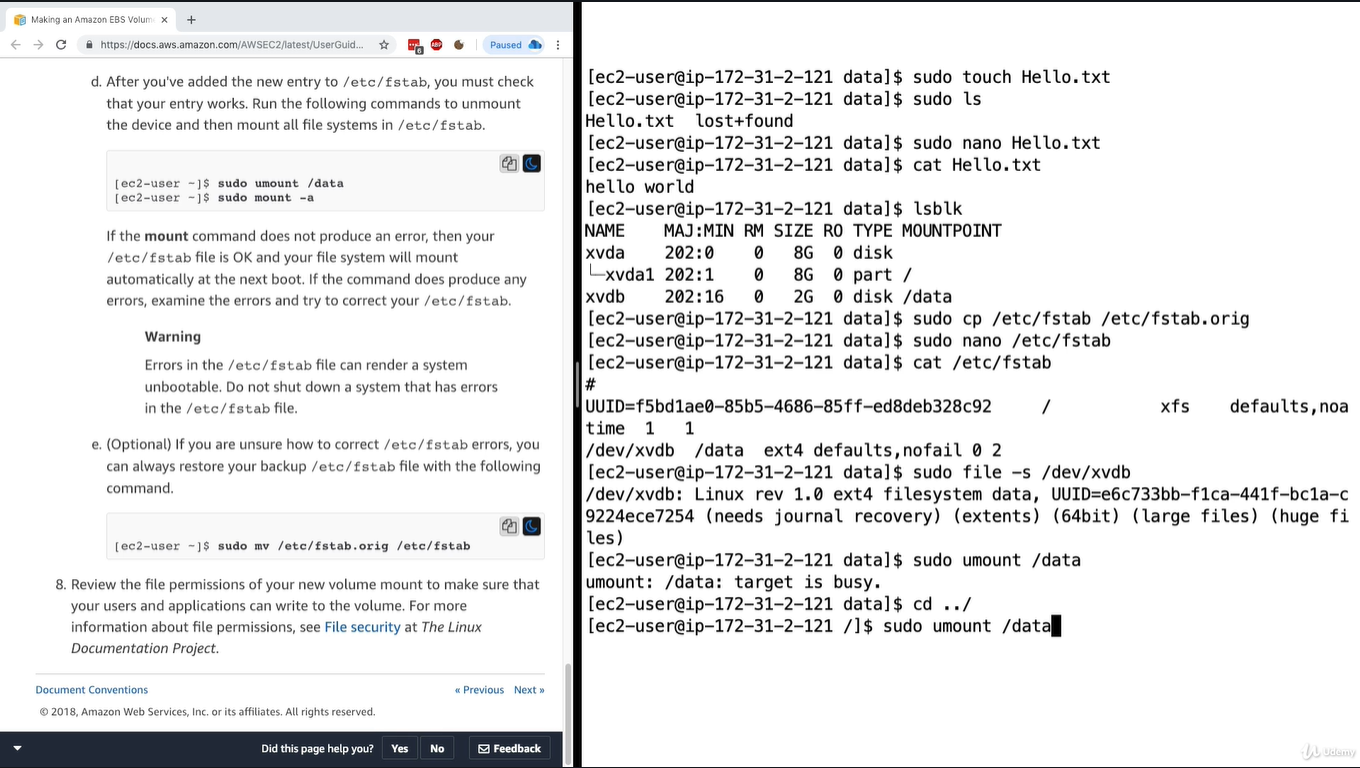 Making an Amazon EBS Volum
https://docs.aws.amazon.com/AWSEC2/latest/UserGuid...
6
ABP
Paused
d. After you've added the new entry to /etc/fstab, you must check
that your entry works. Run the following commands to unmount
the device and then mount all file systems in /etc/fstab.
[ec2-user ~]$ sudo umount /data
[ec2-user ~]$ sudo mount -a
If the mount command does not produce an error, then your
/etc/fstab file is OK and your file system will mount
automatically at the next boot. If the command does produce any
errors, examine the errors and try to correct your /etc/fstab.
Warning
Errors in the /etc/fstab file can render a system
unbootable. Do not shut down a system that has errors
in the /etc/fstab file.
e. (Optional) If you are unsure how to correct /etc/fstab errors, you
can always restore your backup /etc/fstab file with the following
command.
[ec2-user ~]$ sudo mv /etc/fstab.orig /etc/fstab
8. Review the file permissions of your new volume mount to make sure that
your users and applications can write to the volume. For more
information about file permissions, see File security at The Linux
Documentation Project.
Document Conventions
« Previous Next »
© 2018, Amazon Web Services, Inc. or its affiliates. All rights reserved.
Did this page help you? Yes No Feedback
[ec2-user@ip-172-31-2-121 data]$ sudo touch Hello.txt
[ec2-user@ip-172-31-2-121 data]$ sudo ls
Hello.txt lost+found
[ec2-user@ip-172-31-2-121 data]$ sudo nano Hello.txt
[ec2-user@ip-172-31-2-121 data]$ cat Hello.txt
hello world
[ec2-user@ip-172-31-2-121 data]$ lsblk
NAME MAJ:MIN RM SIZE RO TYPE MOUNTPOINT
xvda 202:0 0 8G 0 disk
└─xvda1 202:1 0 8G 0 part /
xvdb 202:16 0 2G 0 disk /data
[ec2-user@ip-172-31-2-121 data]$ sudo cp /etc/fstab /etc/fstab.orig
[ec2-user@ip-172-31-2-121 data]$ sudo nano /etc/fstab
[ec2-user@ip-172-31-2-121 data]$ cat /etc/fstab
#
UUID=f5bd1ae0-85b5-4686-85ff-ed8deb328c92 / xfs defaults,noa
time 1 1
/dev/xvdb /data ext4 defaults,nofail 0 2
[ec2-user@ip-172-31-2-121 data]$ sudo file -s /dev/xvdb
/dev/xvdb: Linux rev 1.0 ext4 filesystem data, UUID=e6c733bb-f1ca-441f-bc1a-c
9224ece7254 (needs journal recovery) (extents) (64bit) (large files) (huge fi
les)
[ec2-user@ip-172-31-2-121 data]$ sudo umount /data
umount: /data: target is busy.
[ec2-user@ip-172-31-2-121 data]$ cd ../
[ec2-user@ip-172-31-2-121 /]$ sudo umount /data
Udemy